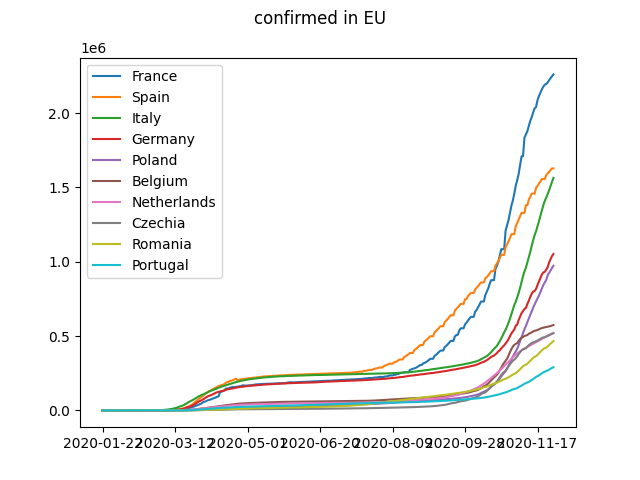 confirmed in EU
1e6
France
Spain
Italy
Germany
Poland
Belgium
Netherlands
Czechia
Romania
Portugal
2.0
1.5
1.0
0.5
0.0
2020-01-22 2020-03-12 2020-05-01 2020-06-20 2020-08-09 2020-09-28 2020-11-17